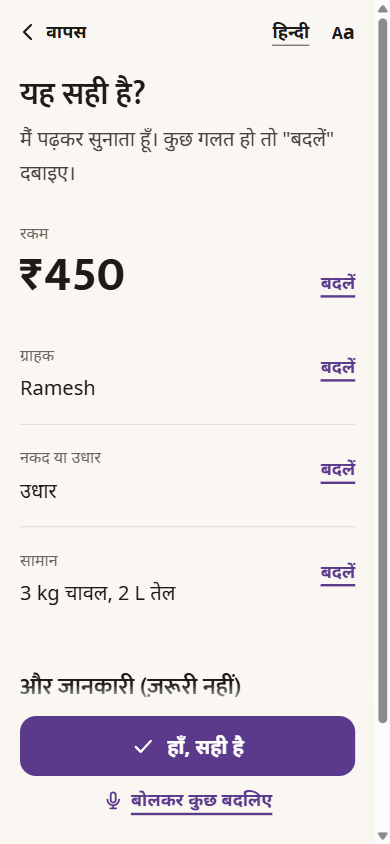 वापस
हिन्दी
Aa
यह सही है?
मैं पढ़कर सुनाता हूँ। कुछ गलत हो तो "बदलें"
दबाइए।
रकम
₹450
बदलें
ग्राहक
बदलें
Ramesh
नकद या उधार
बदलें
उधार
सामान
बदलें
3 kg चावल, 2 L तेल
और जानकारी (ज़रूरी नहीं)
हाँ, सही है
बोलकर कुछ बदलिए